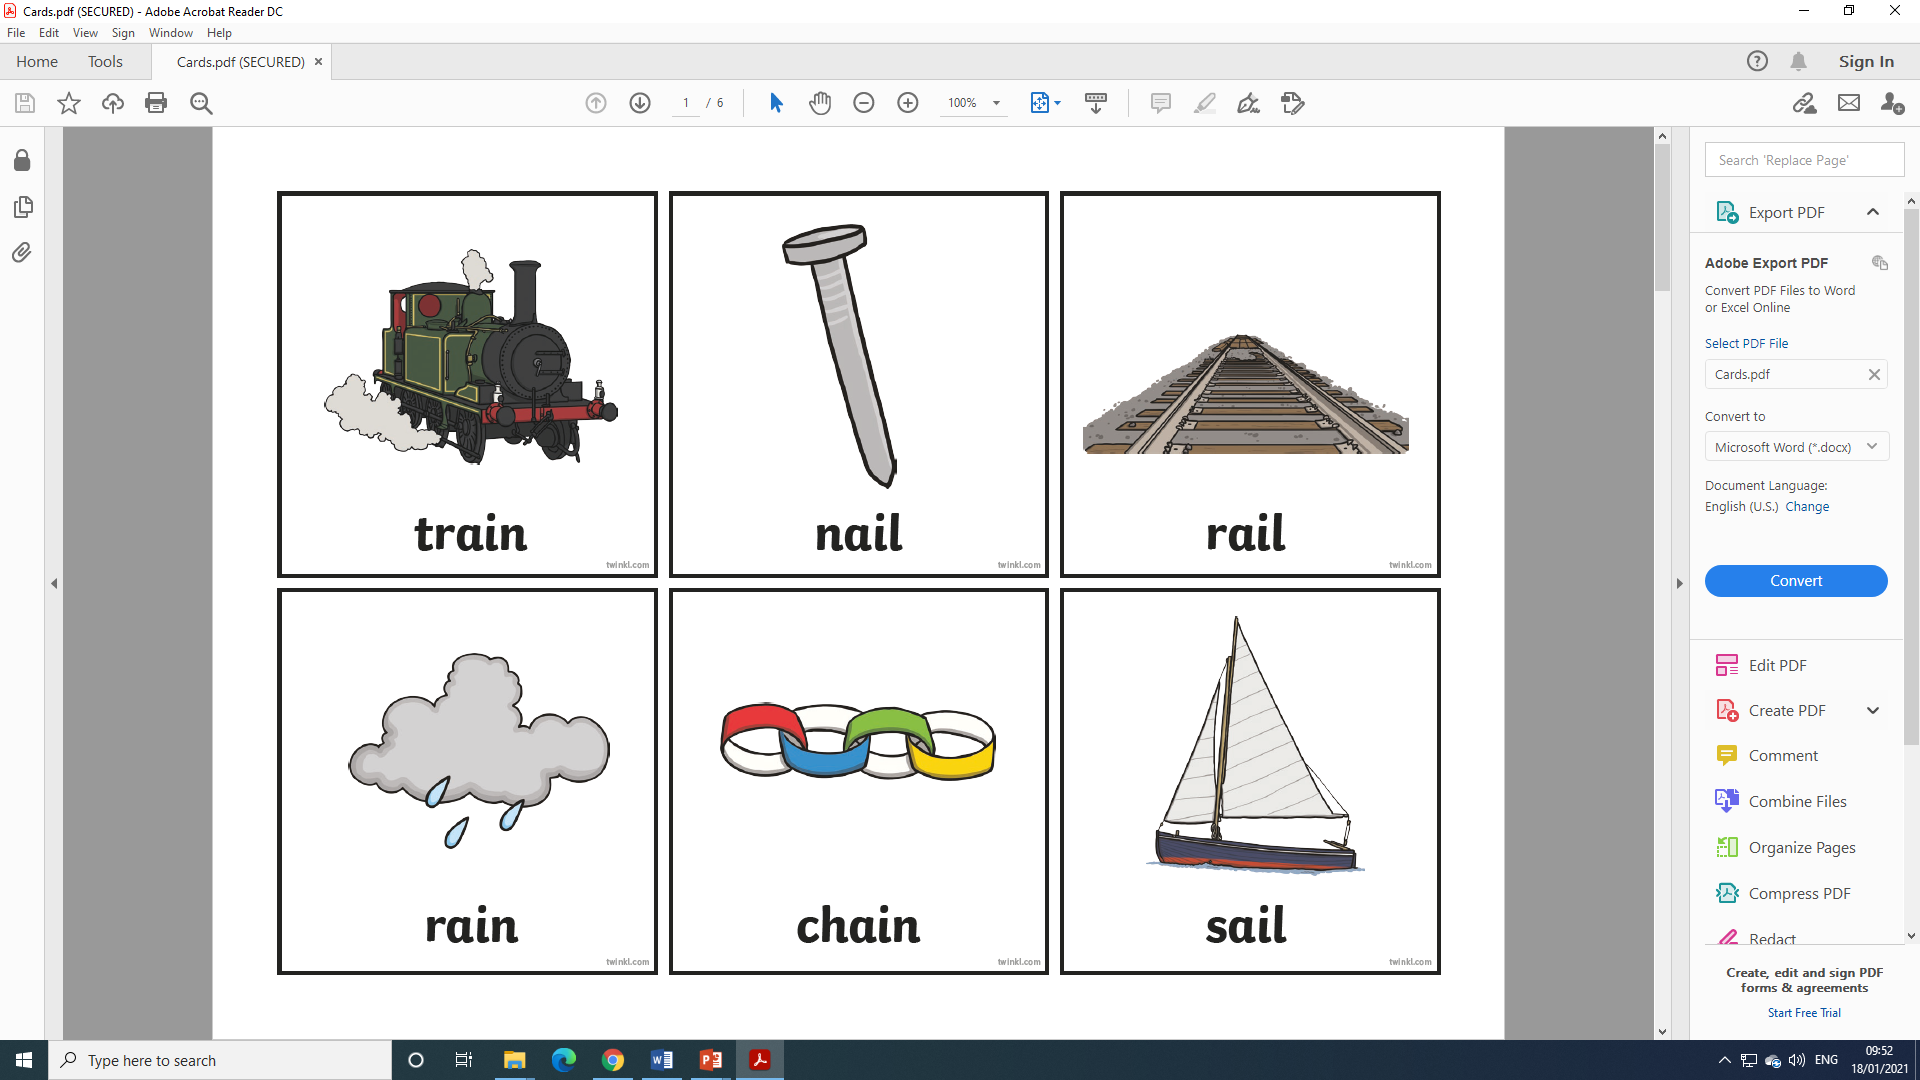 Cards.pdf (SECURED) - Adobe Acrobat Reader DC
File Edit View Sign Window Help
Home Tools Cards.pdf (SECURED) Sign In
1 / 6 100%
Search 'Replace Page'
Export PDF
Adobe Export PDF
Convert PDF Files to Word
or Excel Online
Select PDF File
Cards.pdf
Convert to
Microsoft Word (*.docx)
Document Language:
English (U.S.) Change
Convert
Edit PDF
Create PDF
Comment
Combine Files
Organize Pages
Compress PDF
Redact
Create, edit and sign PDF
forms & agreements
Start Free Trial
train nail rail
twinkl.com twinkl.com twinkl.com
rain chain sail
twinkl.com twinkl.com twinkl.com
Type here to search
ENG
09:52
18/01/2021